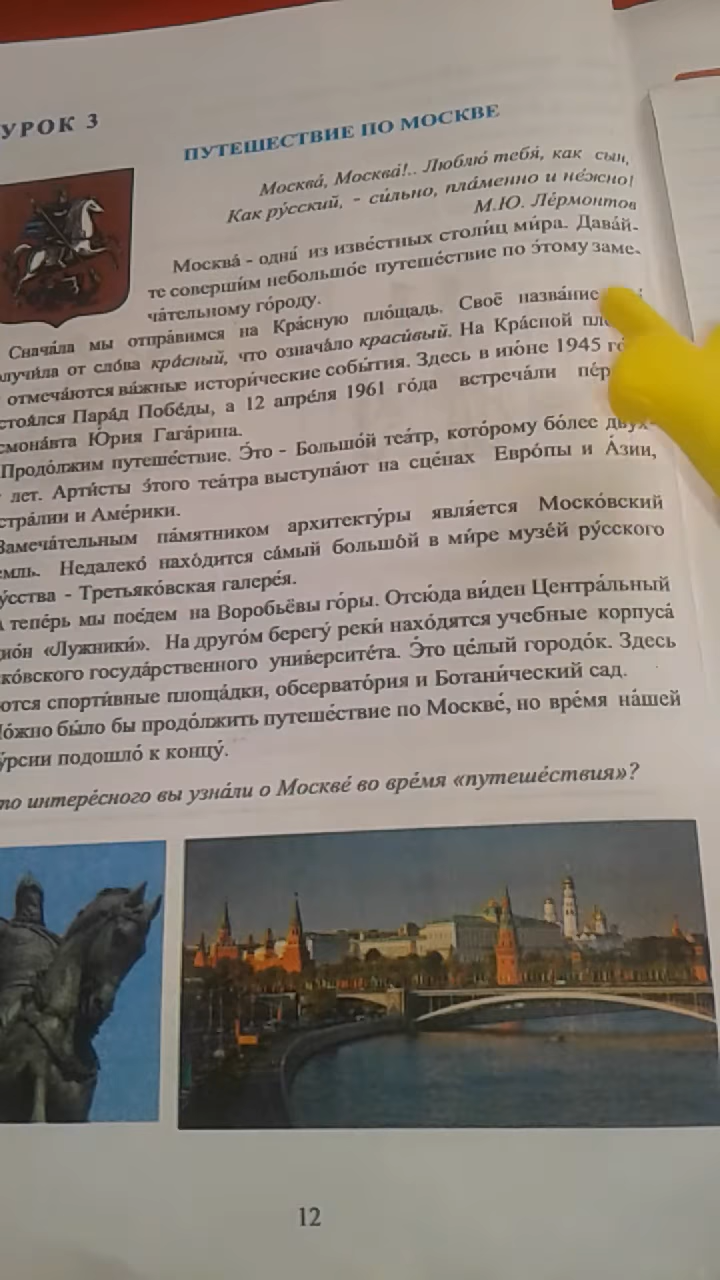 УРОК 3
ПУТЕШЕСТВИЕ ПО МОСКВЕ
Москва́, Москва́!.. Люблю́ тебя́, как сын,
Как ру́сский, - си́льно, пла́менно и не́жно!
М.Ю. Ле́рмонтов
Москва́ - одна́ из изве́стных столи́ц ми́ра. Дава́й-
те соверши́м небольшо́е путеше́ствие по э́тому заме-
ча́тельному го́роду.
Снача́ла мы отпра́вимся на Кра́сную пло́щадь. Своё назва́ние
олучи́ла от сло́ва кра́сный, что означа́ло краси́вый. На Кра́сной
отмеча́ются ва́жные истори́ческие собы́тия. Здесь в ию́не 1945
стоя́лся Пара́д Побе́ды, а 12 апре́ля 1961 го́да встреча́ли
смона́вта Ю́рия Гага́рина.
Продо́лжим путеше́ствие. Э́то - Большо́й теа́тр, кото́рому бо́лее двух-
лет. Арти́сты э́того теа́тра выступа́ют на сце́нах Евро́пы и А́зии,
стра́лии и Аме́рики.
Замеча́тельным па́мятником архитекту́ры явля́ется Моско́вский
емль. Недалеко́ нахо́дится са́мый большо́й в ми́ре музе́й ру́сского
у́сства - Третьяко́вская галере́я.
А тепе́рь мы пое́дем на Воробьёвы го́ры. Отсю́да ви́ден Центра́льный
ио́н «Лужники́». На друго́м берегу́ реки́ нахо́дятся учебные корпуса́
ко́вского госуда́рственного университе́та. Э́то це́лый городо́к. Здесь
ются спорти́вные площа́дки, обсервато́рия и Ботани́ческий сад.
о́жно бы́ло бы продо́лжить путеше́ствие по Москве́, но вре́мя на́шей
у́рсии подошло́ к концу́.
то интере́сного вы узна́ли о Москве́ во вре́мя «путеше́ствия»?
12